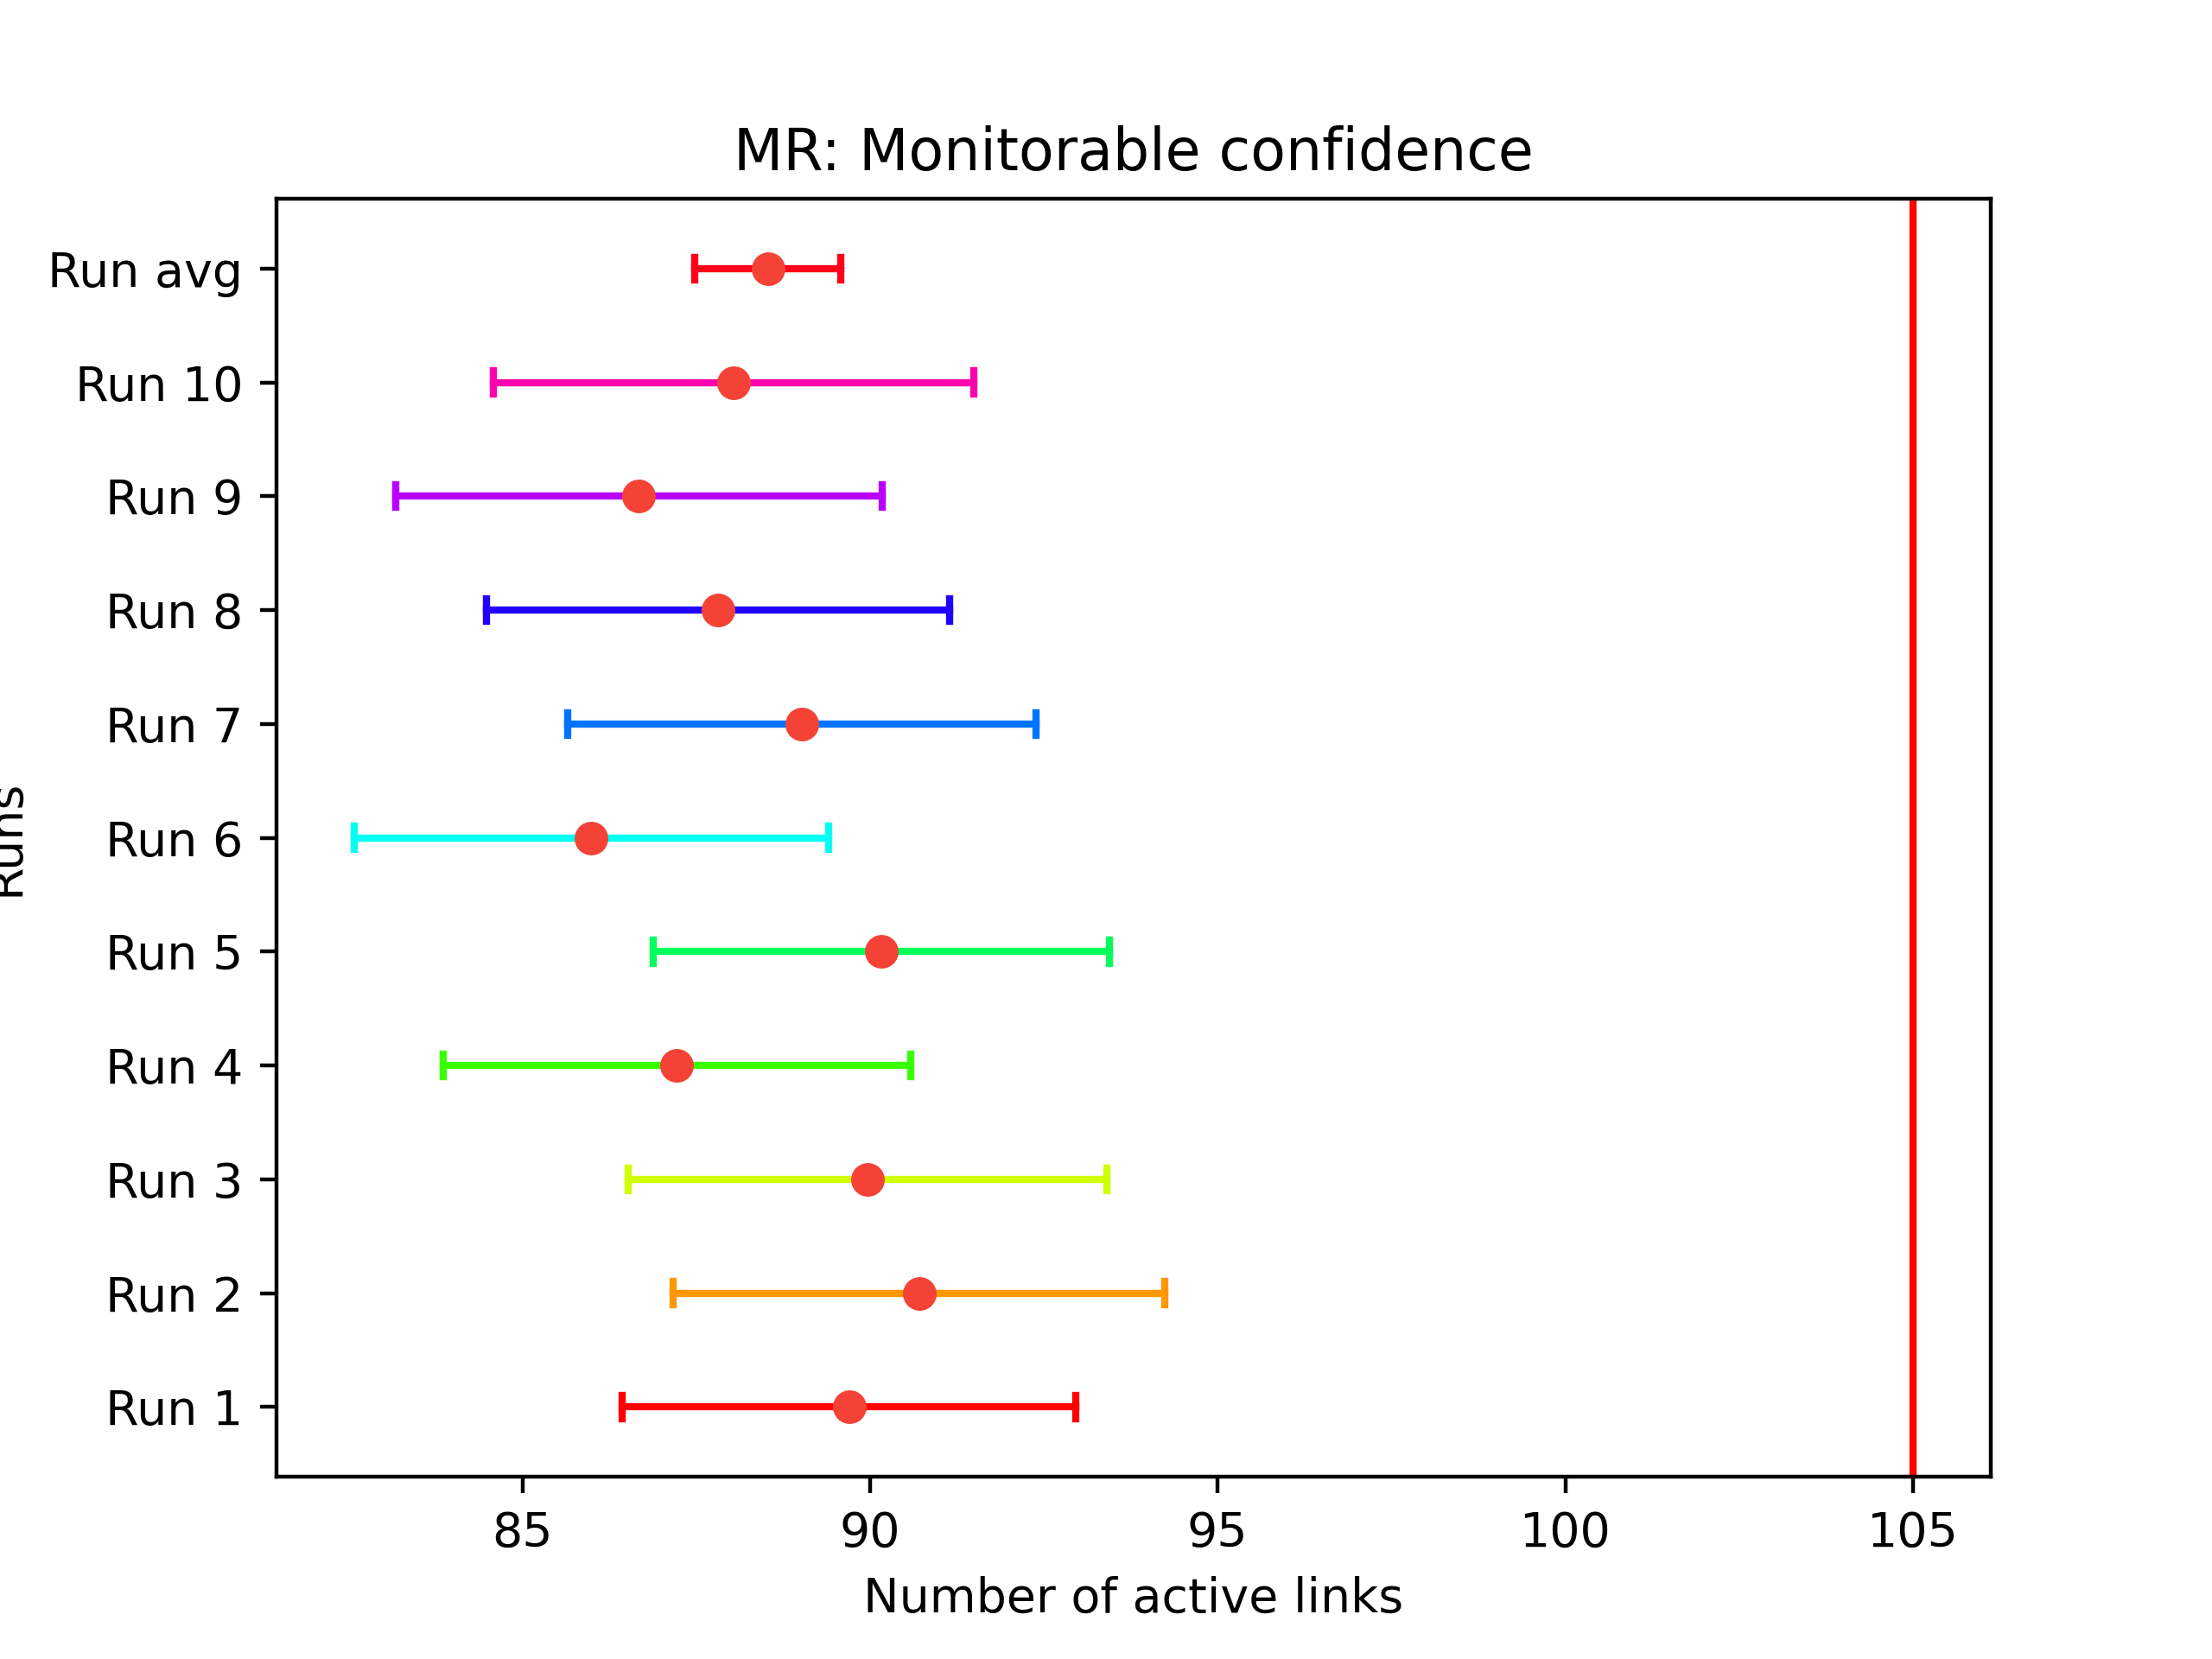 MR: Monitorable confidence
Run avg
Run 10
Run 9
Run 8
Run 7
Run 6
Run 5
Run 4
Run 3
Run 2
Run 1
Runs
85 90 95 100 105
Number of active links